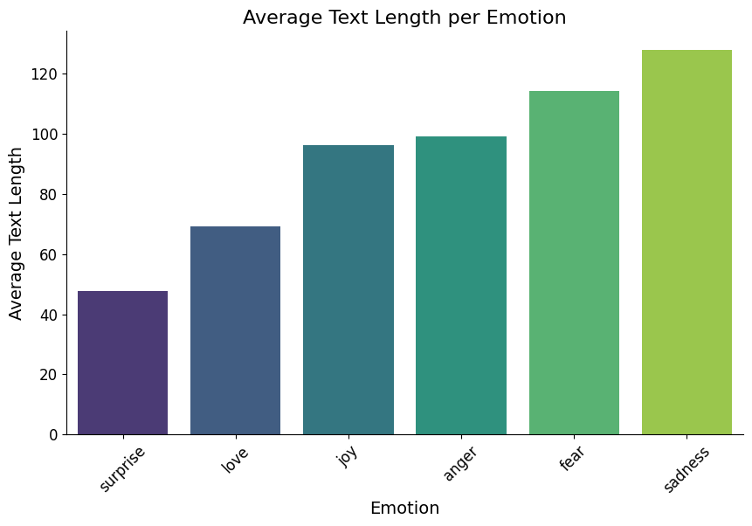 Average Text Length per Emotion
Average Text Length
120
100
80
60
40
20
0
surprise
love
joy
anger
fear
sadness
Emotion